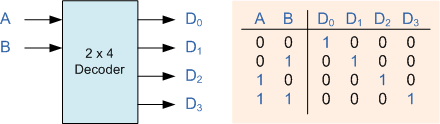 A
B
2 x 4
Decoder
D0
D1
D2
D3
A B D0 D1 D2 D3
0 0 1 0 0 0
0 1 0 1 0 0
1 0 0 0 1 0
1 1 0 0 0 1